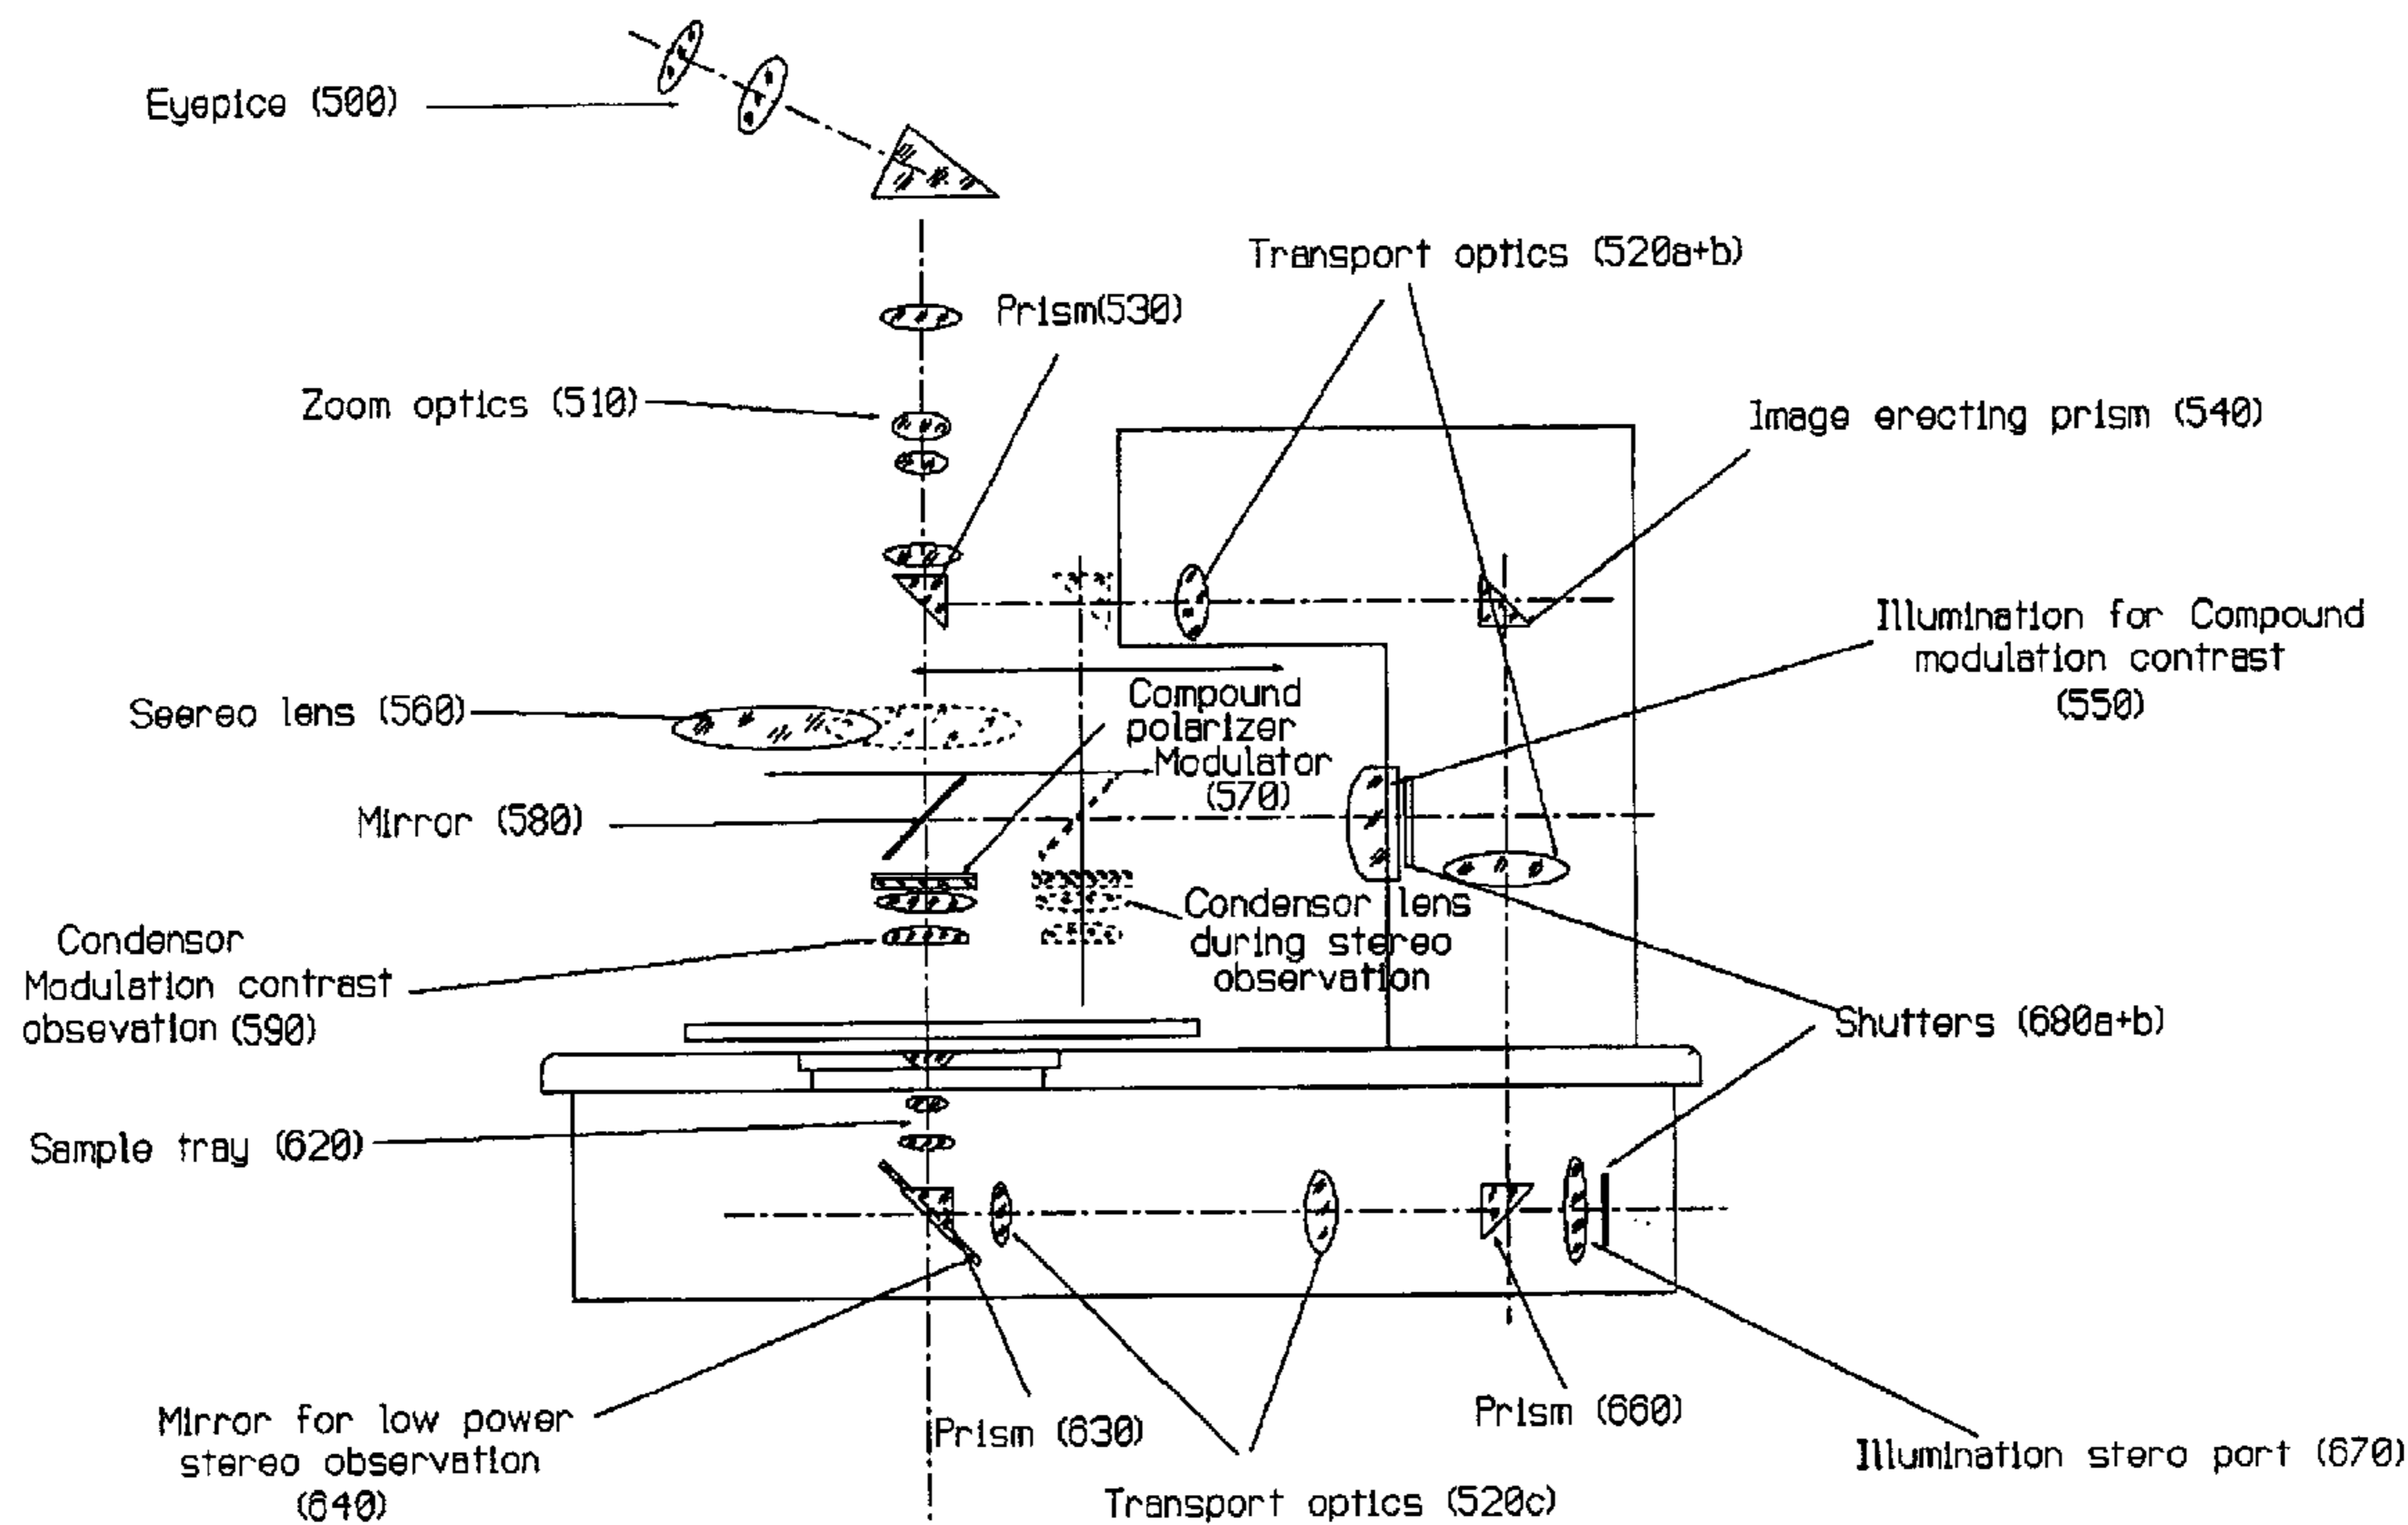 Eyepice (500)
Transport optics (520a+b)
Prism(530)
Zoom optics (510)
Image erecting prism (540)
Illumination for Compound
modulation contrast
(550)
Seereo lens (560)
Compound
polarizer
Modulator
(570)
Mirror (580)
Condensor lens
during stereo
observation
Condensor
Modulation contrast
obsevation (590)
Shutters (680a+b)
Sample tray (620)
Mirror for low power
stereo observation
(640)
Prism (630)
Prism (660)
Illumination stero port (670)
Transport optics (520c)